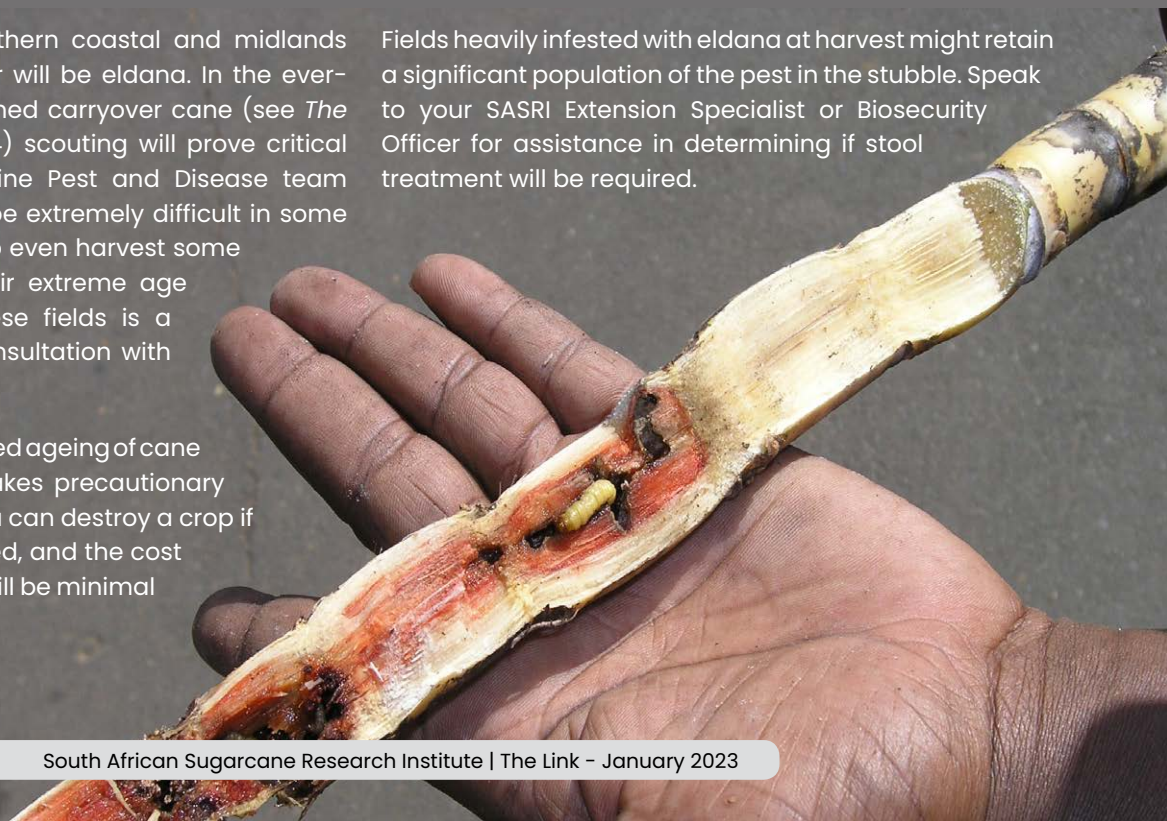 thern coastal and midlands
will be eldana. In the ever-
ned carryover cane (see The
) scouting will prove critical
ine Pest and Disease team
be extremely difficult in some
even harvest some
ir extreme age
se fields is a
nsultation with
ed ageing of cane
akes precautionary
can destroy a crop if
ed, and the cost
ill be minimal
Fields heavily infested with eldana at harvest might retain
a significant population of the pest in the stubble. Speak
to your SASRI Extension Specialist or Biosecurity
Officer for assistance in determining if stool
treatment will be required.
South African Sugarcane Research Institute | The Link - January 2023